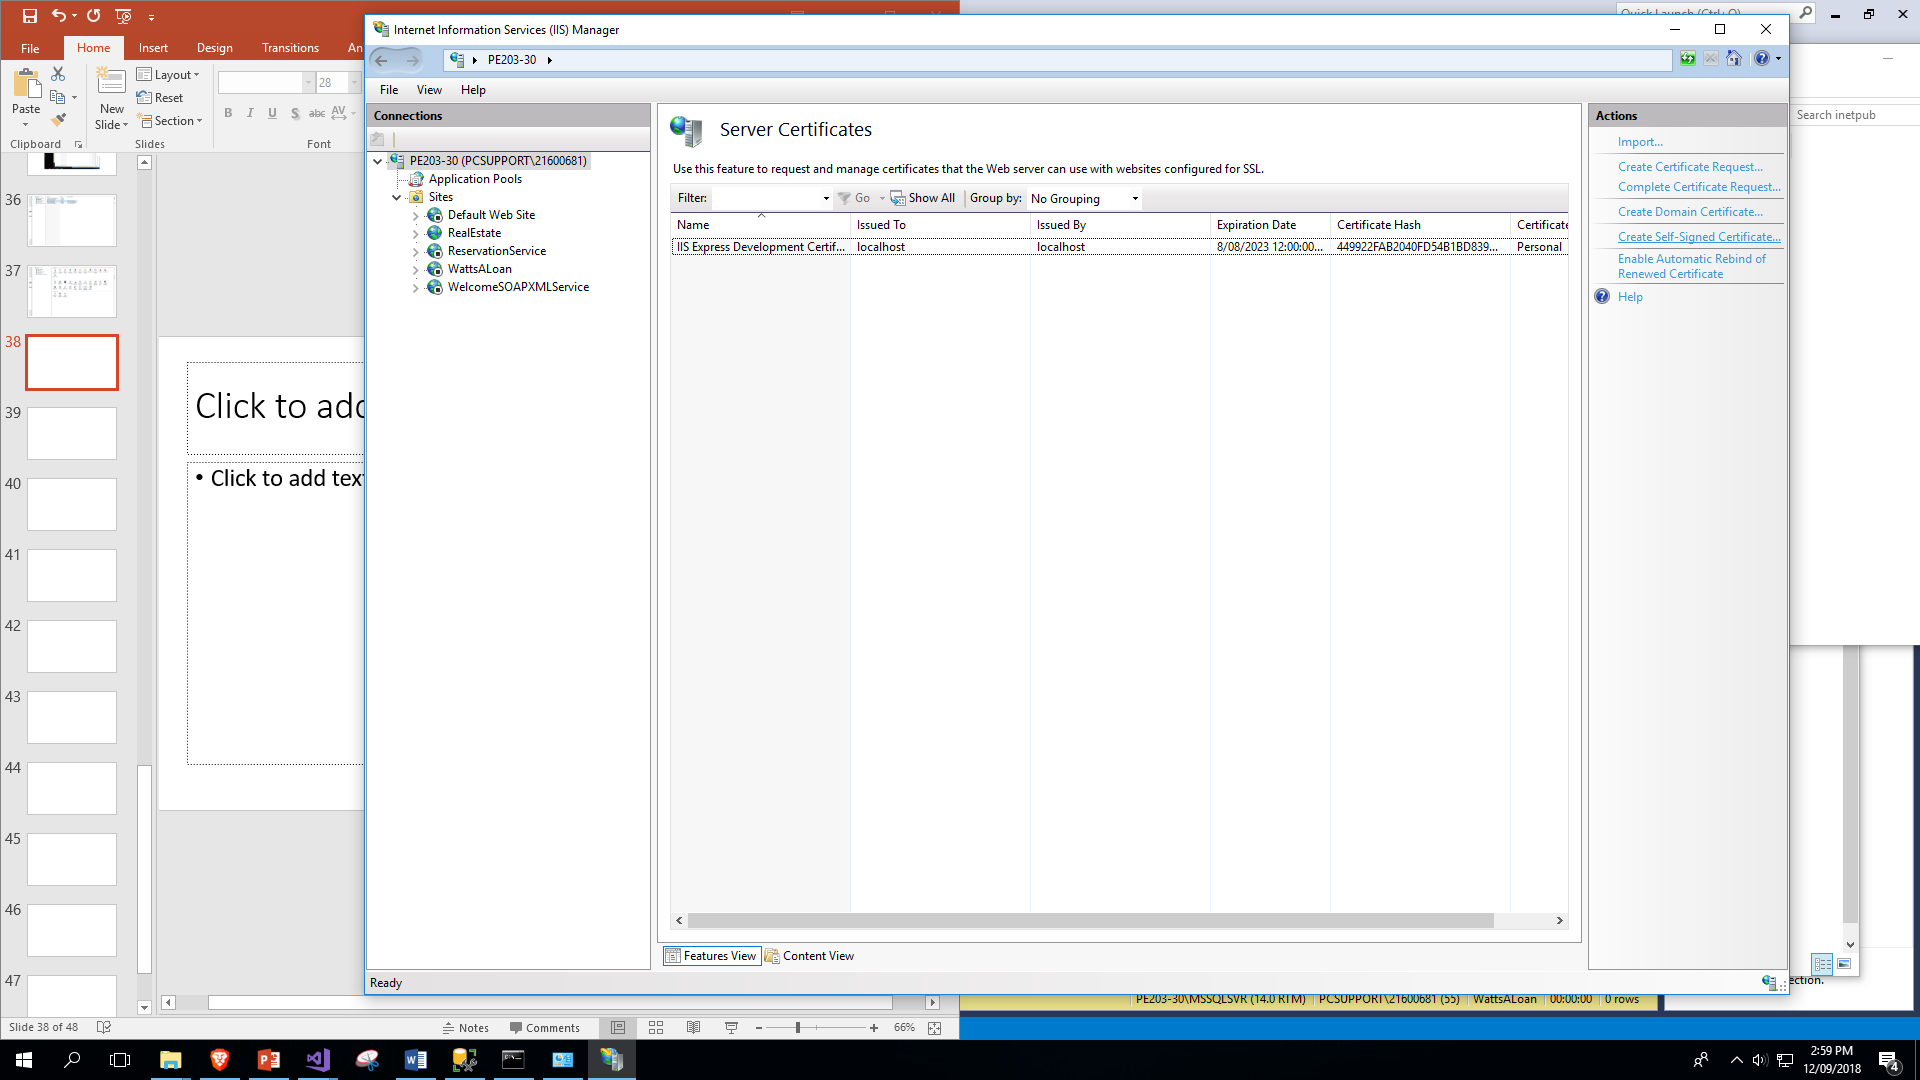 Quick Launch (Ctrl+Q)
Internet Information Services (IIS) Manager
File
Home
Insert
Design
Transitions
An
PE203-30
File
View
Help
Paste
New
Slide
Layout
Reset
Section
28
B I U S abc AV
Clipboard
Slides
Font
Connections
PE203-30 (PCSUPPORT\21600681)
Application Pools
Sites
Default Web Site
RealEstate
ReservationService
WattsALoan
WelcomeSOAPXMLService
Server Certificates
Use this feature to request and manage certificates that the Web server can use with websites configured for SSL.
Filter:
Go
Show All
Group by:
No Grouping
Name
Issued To
Issued By
Expiration Date
Certificate Hash
Certificate
IIS Express Development Certif...
localhost
localhost
8/08/2023 12:00:00...
449922FAB2040FD54B1BD839...
Personal
Actions
Import...
Create Certificate Request...
Complete Certificate Request...
Create Domain Certificate...
Create Self-Signed Certificate...
Enable Automatic Rebind of
Renewed Certificate
Help
Search inetpub
36
37
38
39
40
41
42
43
44
45
46
47
Click to add
• Click to add text
Features View
Content View
Ready
ection.
PE203-30\MSSQLSVR (14.0 RTM)
PCSUPPORT\21600681 (55)
WattsALoan
00:00:00
0 rows
Slide 38 of 48
Notes
Comments
66%
2:59 PM
12/09/2018
4